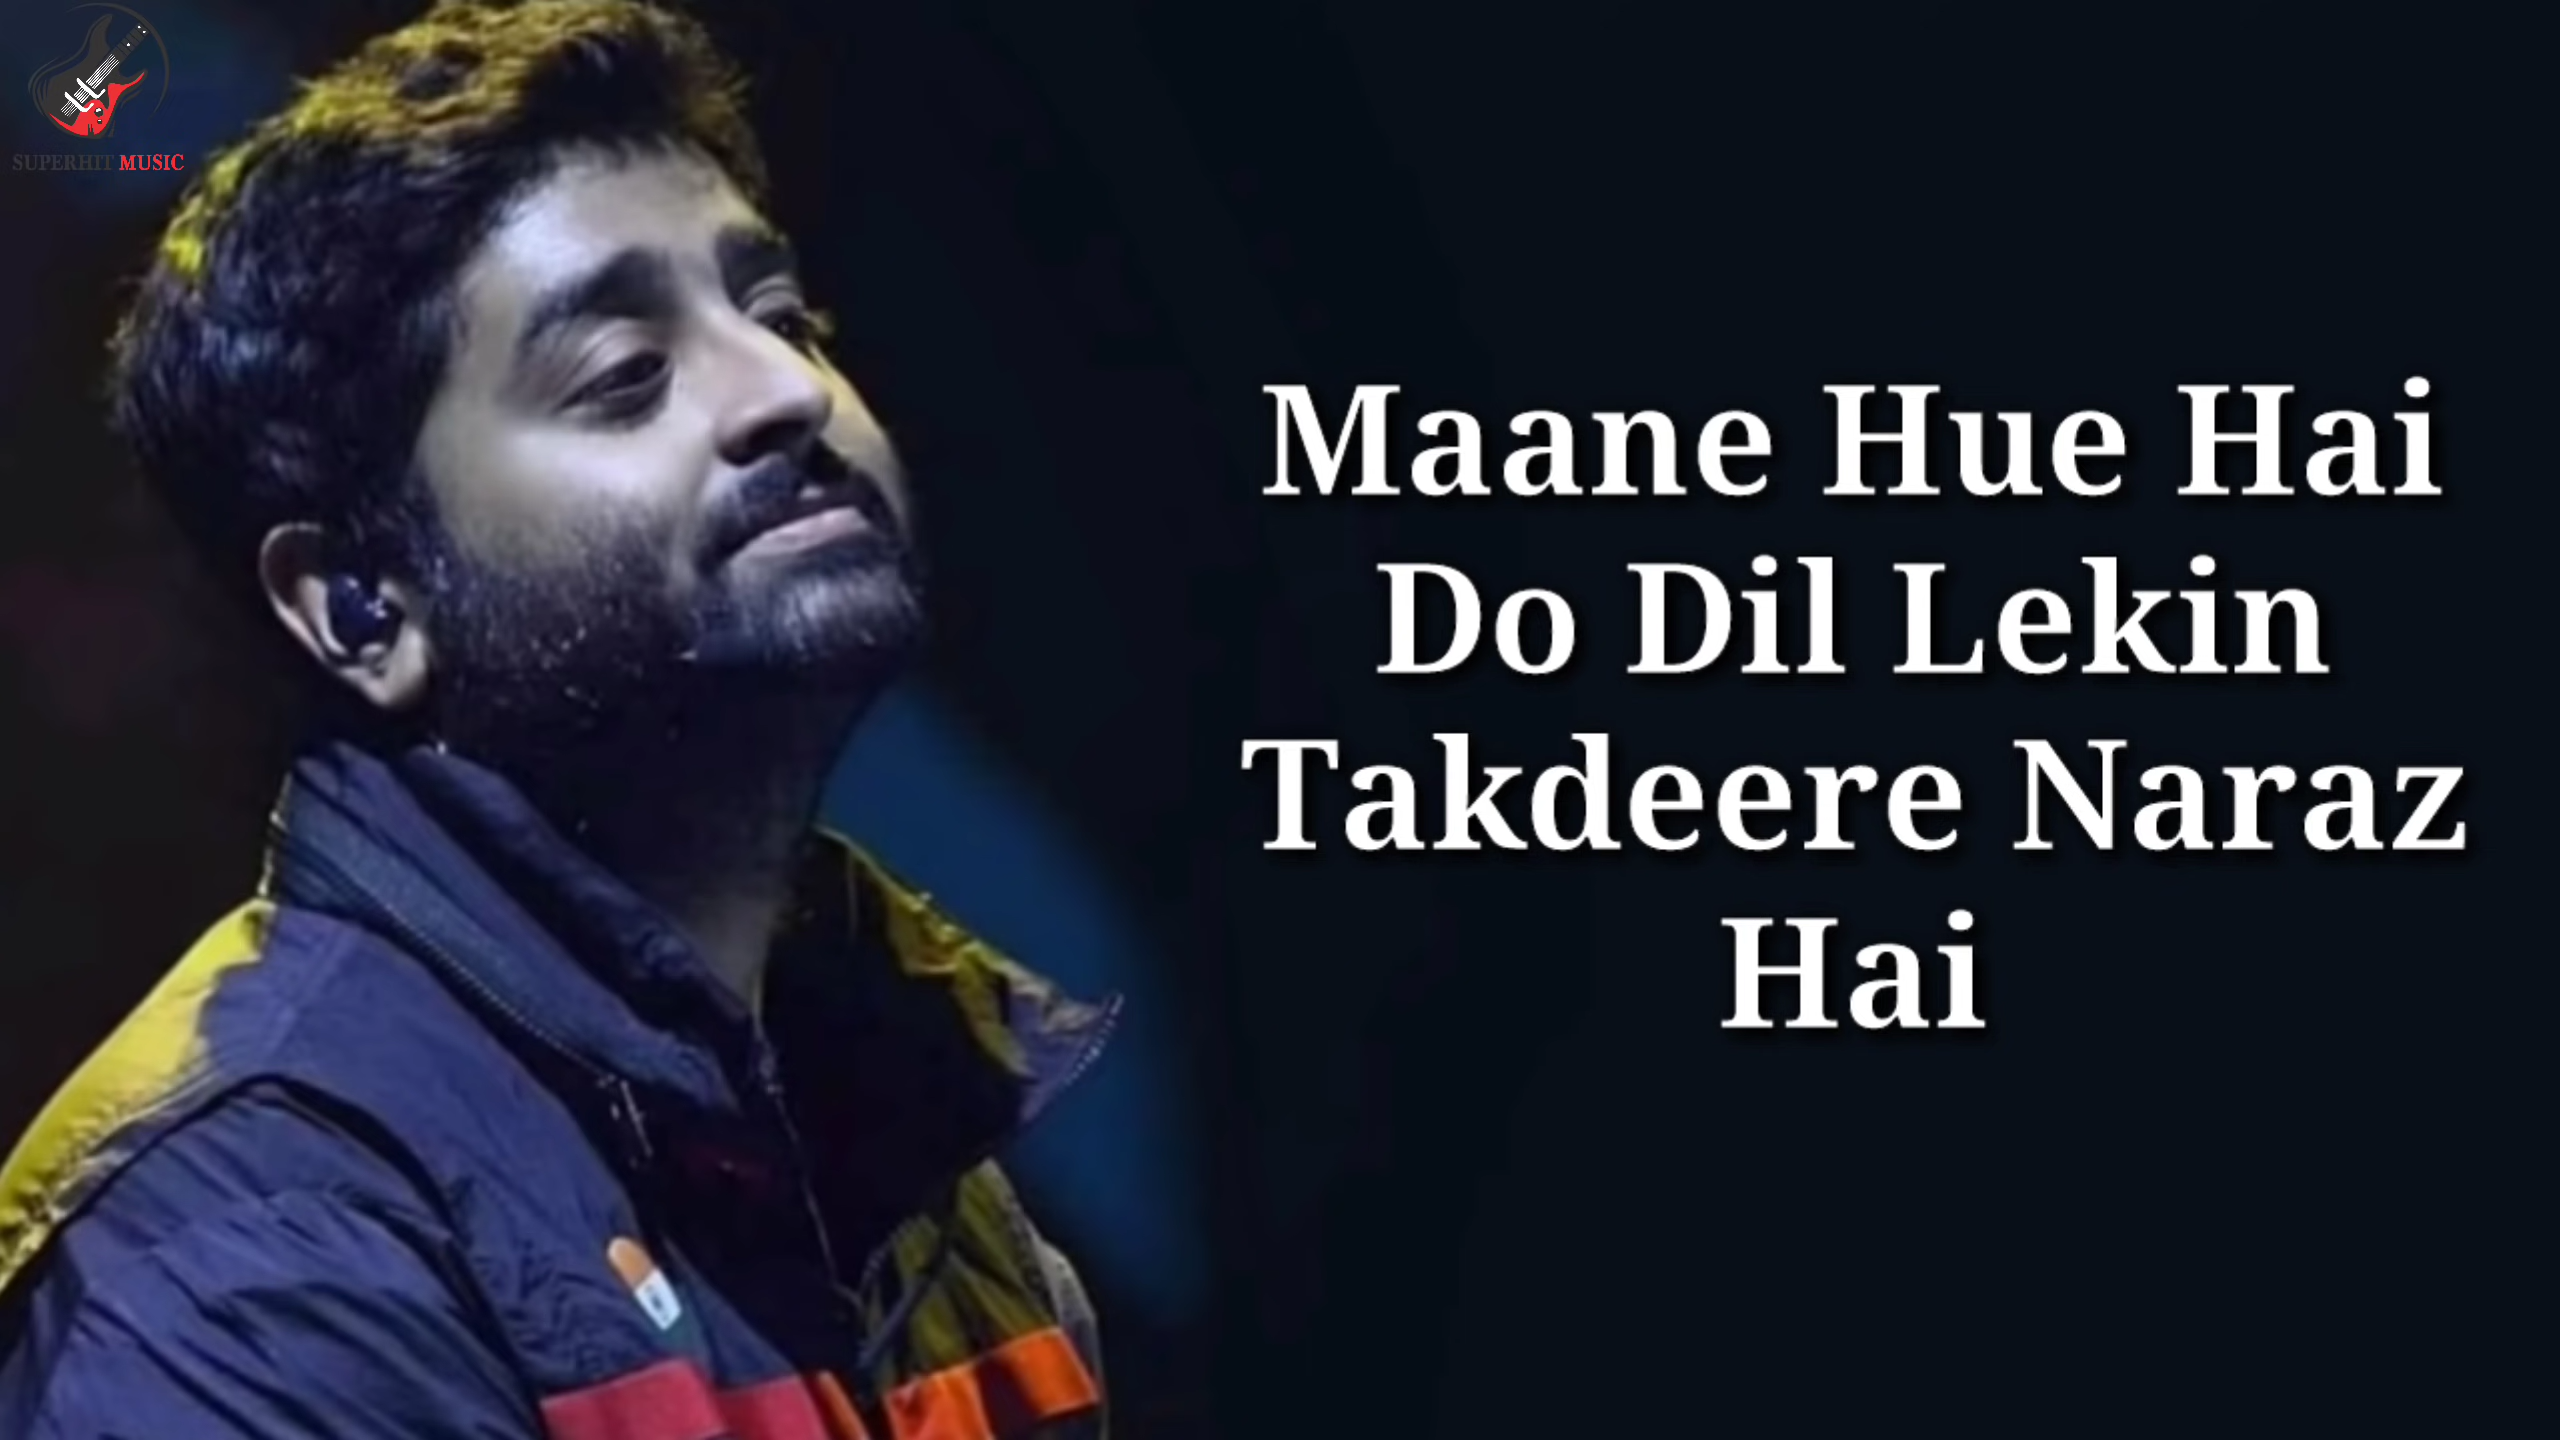 SUPERHIT MUSIC
Maane Hue Hai
Do Dil Lekin
Takdeere Naraz
Hai